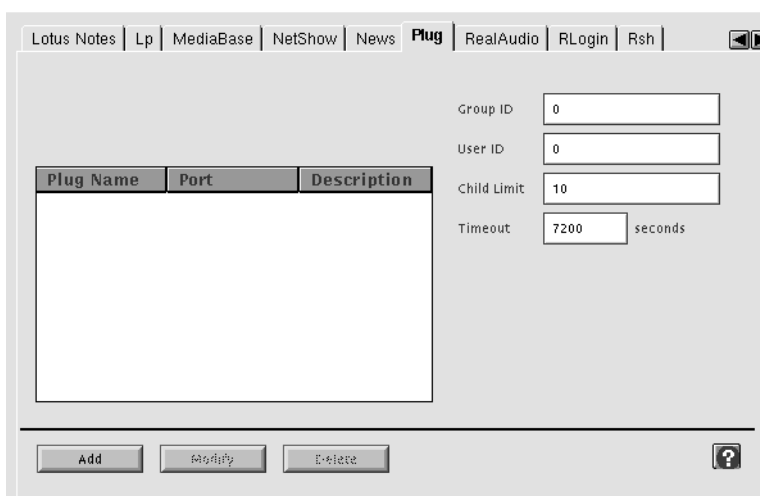 Lotus Notes Lp MediaBase NetShow News Plug RealAudio RLogin Rsh
Group ID 0
User ID 0
Plug Name Port Description
Child Limit 10
Timeout 7200 seconds
Add Modify Delete ?